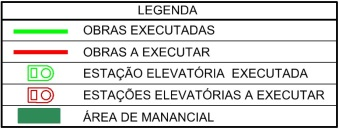 LEGENDA
OBRAS EXECUTADAS
OBRAS A EXECUTAR
ESTAÇÃO ELEVATÓRIA EXECUTADA
ESTAÇÕES ELEVATÓRIAS A EXECUTAR
ÁREA DE MANANCIAL